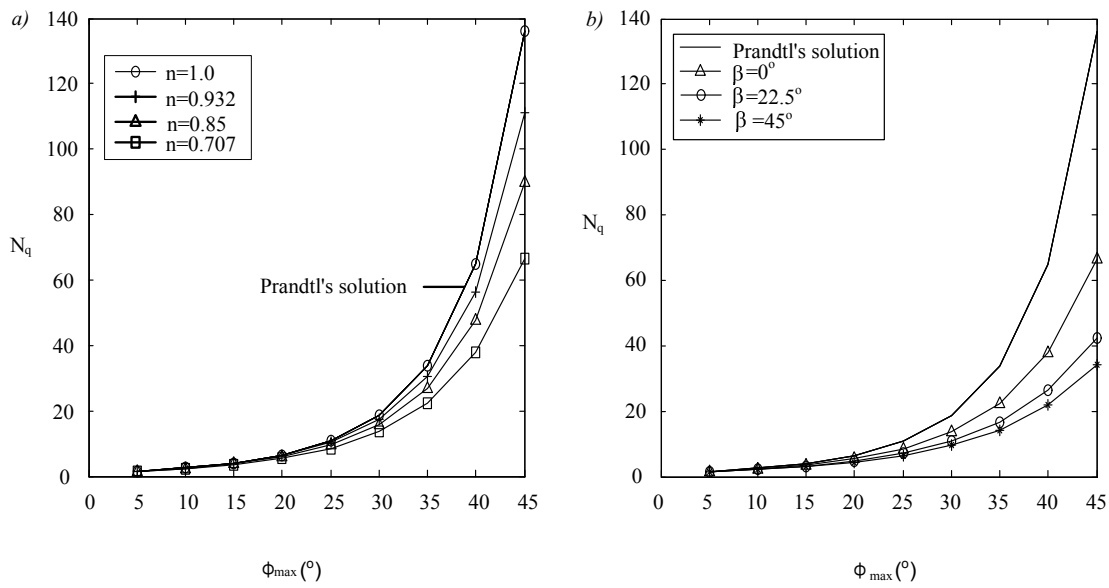 a)
140
120
100
80
60
40
20
0
N_q
n=1.0
n=0.932
n=0.85
n=0.707
Prandtl's solution
0 5 10 15 20 25 30 35 40 45
ϕmax(°)
b)
140
120
100
80
60
40
20
0
N_q
Prandtl's solution
β=0°
β=22.5°
β =45°
0 5 10 15 20 25 30 35 40 45
ϕ max(°)